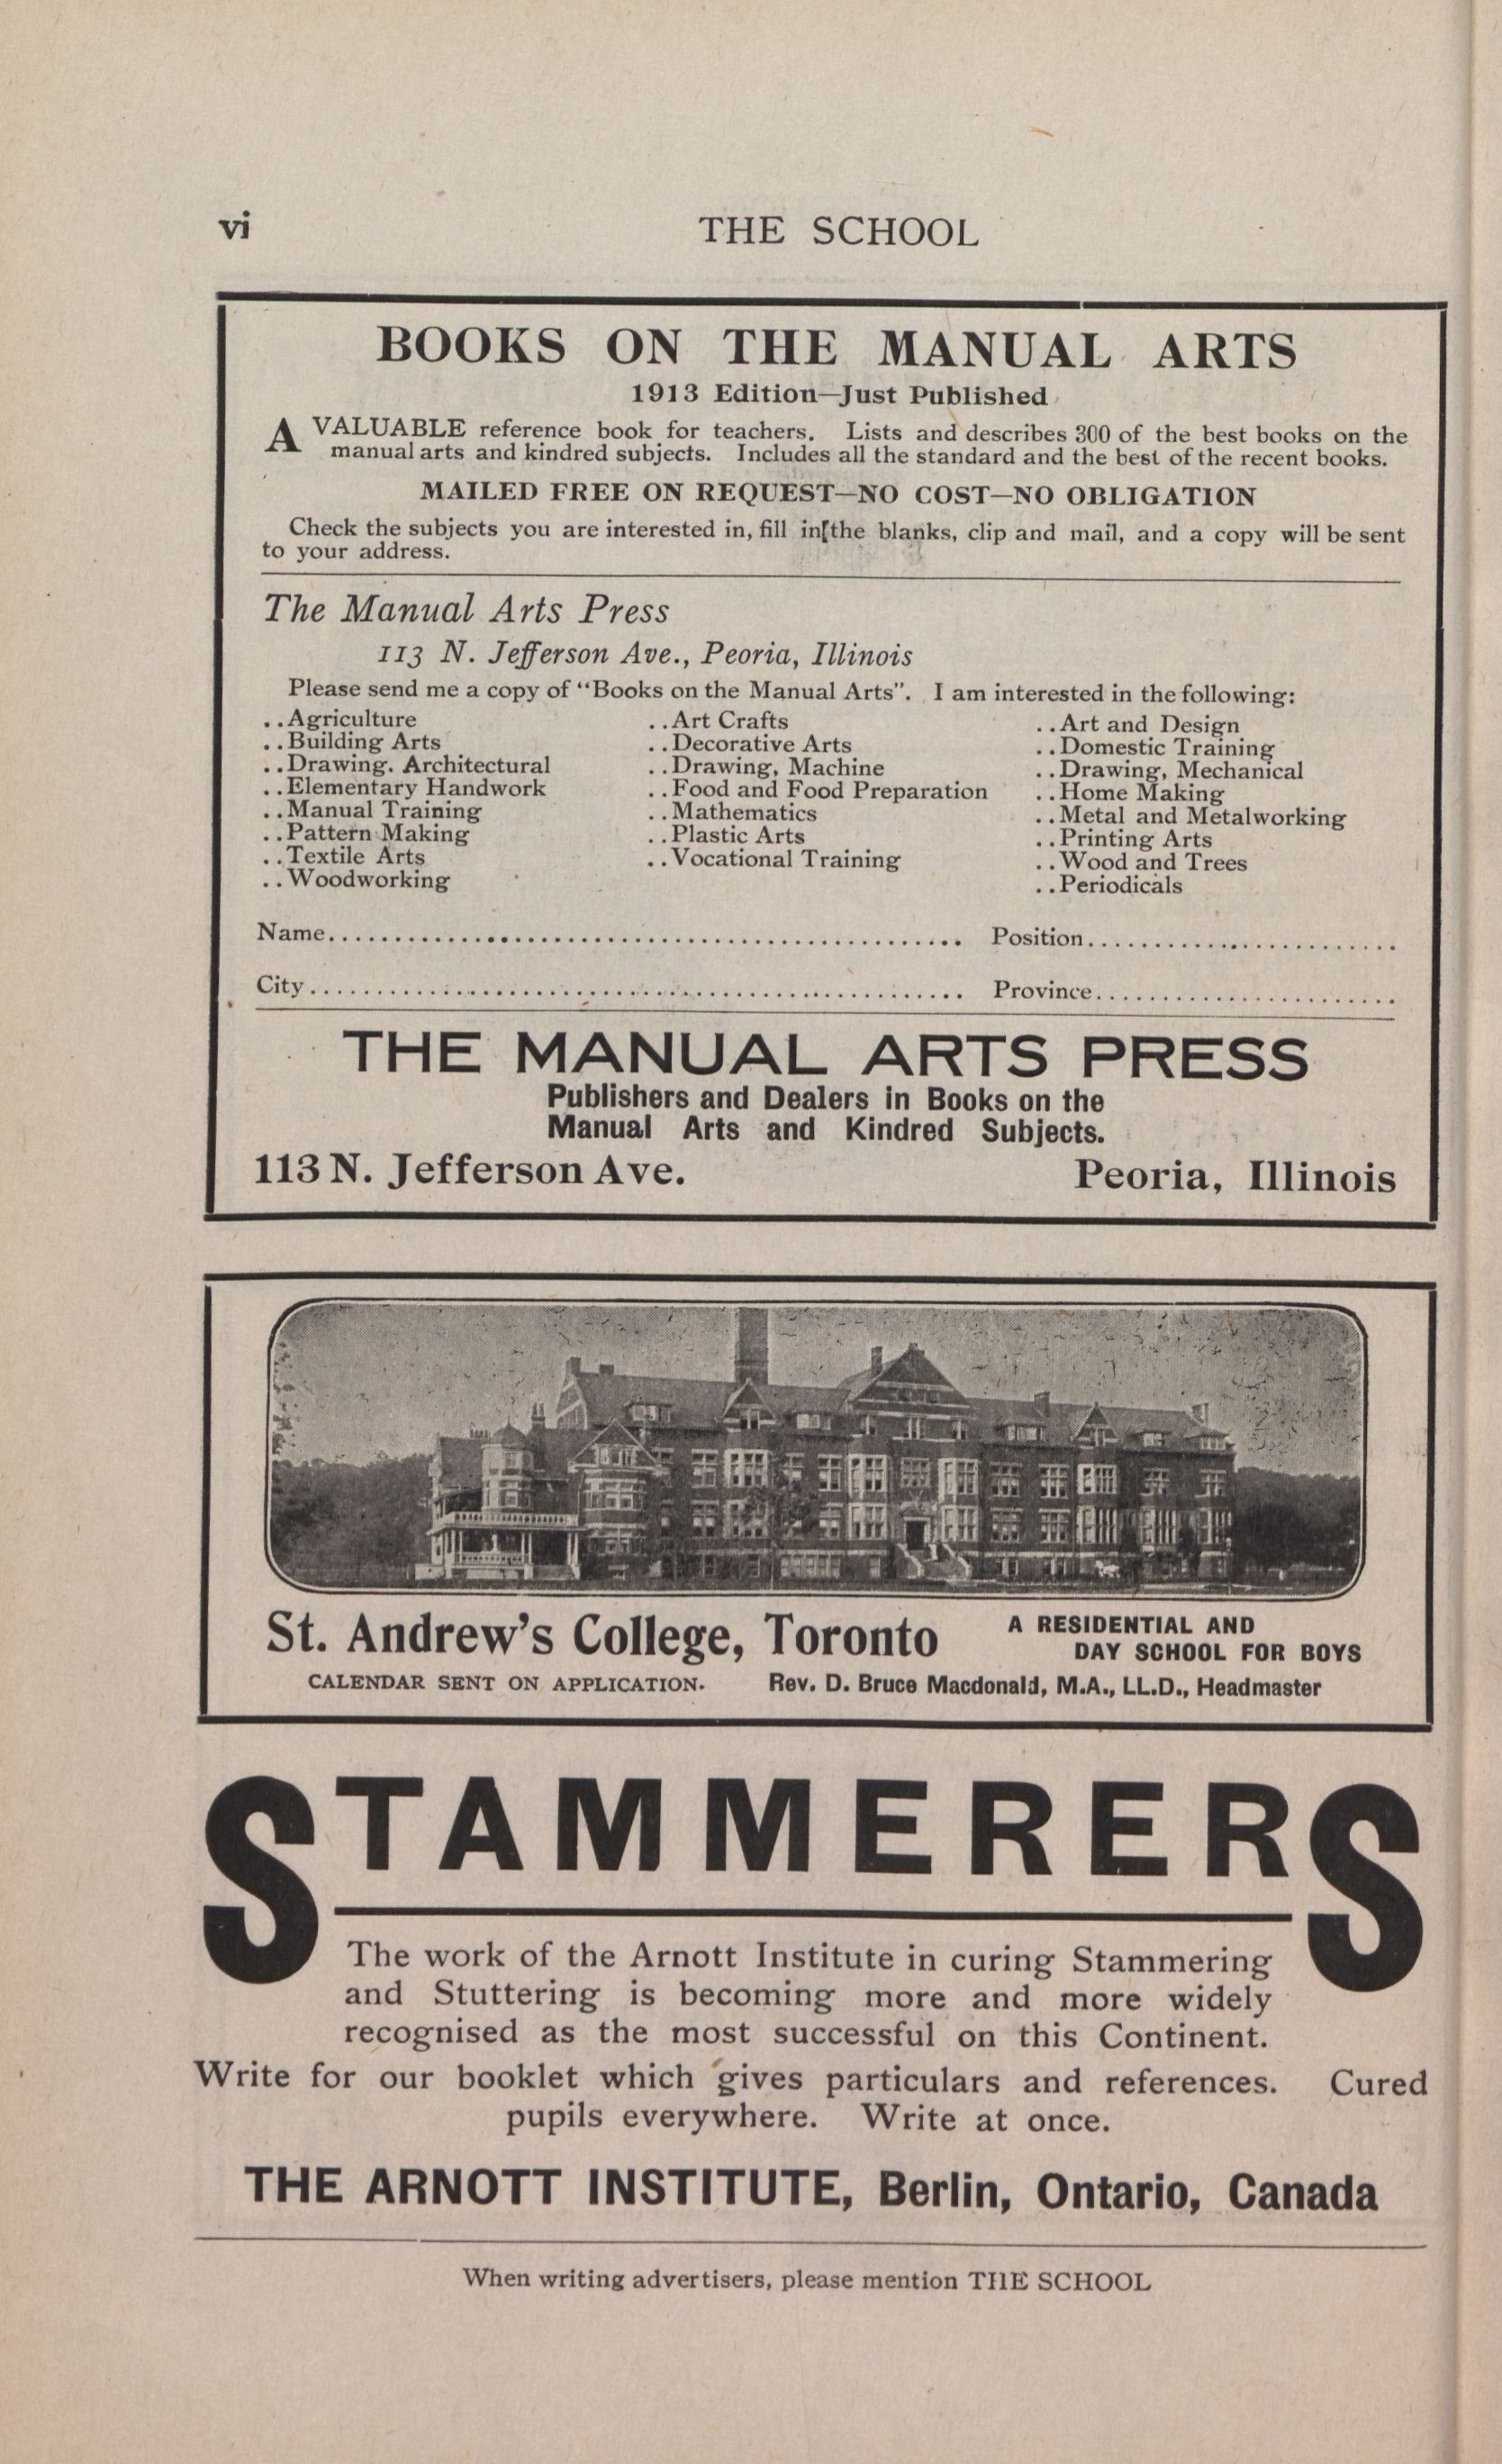 vi
THE SCHOOL
BOOKS ON THE MANUAL ARTS
1913 Edition—Just Published
A VALUABLE reference book for teachers. Lists and describes 300 of the best books on the
manual arts and kindred subjects. Includes all the standard and the best of the recent books.
MAILED FREE ON REQUEST—NO COST—NO OBLIGATION
Check the subjects you are interested in, fill in[the blanks, clip and mail, and a copy will be sent
to your address.
The Manual Arts Press
113 N. Jefferson Ave., Peoria, Illinois
Please send me a copy of "Books on the Manual Arts". I am interested in the following:
..Agriculture
..Building Arts
..Drawing. Architectural
..Elementary Handwork
..Manual Training
..Pattern Making
..Textile Arts
..Woodworking
..Art Crafts
..Decorative Arts
..Drawing, Machine
..Food and Food Preparation
..Mathematics
..Plastic Arts
..Vocational Training
..Art and Design
..Domestic Training
..Drawing, Mechanical
..Home Making
..Metal and Metalworking
..Printing Arts
..Wood and Trees
..Periodicals
Name................................................ Position........................
City................................................. Province.......................
THE MANUAL ARTS PRESS
Publishers and Dealers in Books on the
Manual Arts and Kindred Subjects.
113 N. Jefferson Ave. Peoria, Illinois
St. Andrew's College, Toronto
A RESIDENTIAL AND
DAY SCHOOL FOR BOYS
CALENDAR SENT ON APPLICATION. Rev. D. Bruce Macdonald, M.A., LL.D., Headmaster
STAMMERERS
The work of the Arnott Institute in curing Stammering
and Stuttering is becoming more and more widely
recognised as the most successful on this Continent.
Write for our booklet which gives particulars and references. Cured
pupils everywhere. Write at once.
THE ARNOTT INSTITUTE, Berlin, Ontario, Canada
When writing advertisers, please mention THE SCHOOL